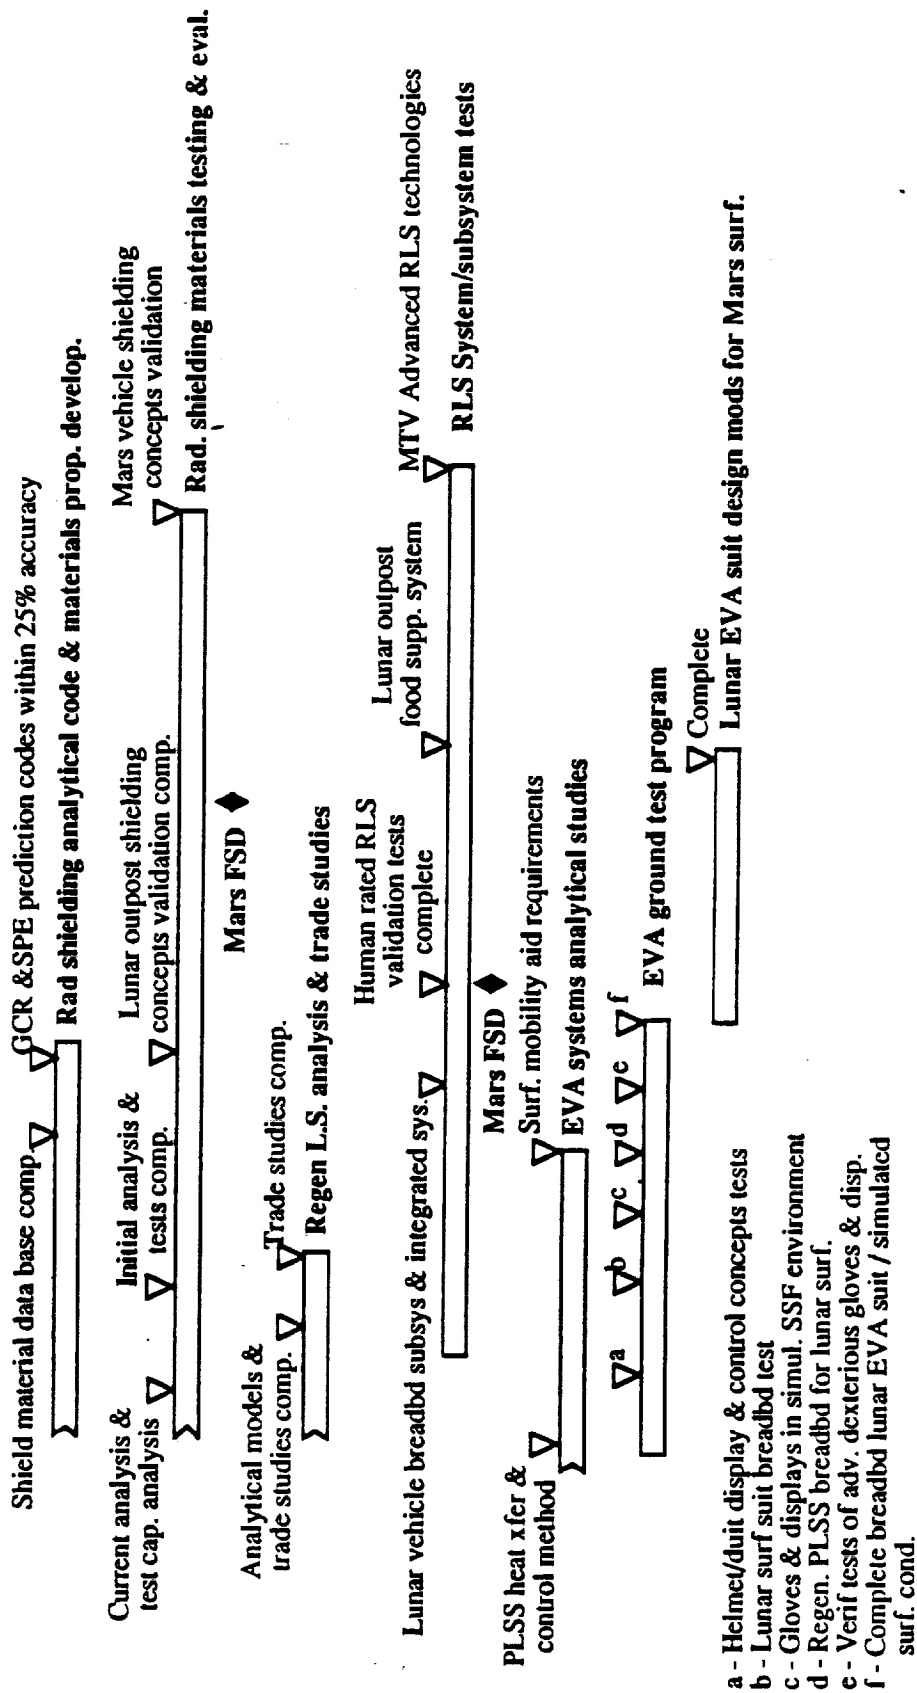 Shield material data base comp.
GCR &SPE prediction codes within 25% accuracy
Rad shielding analytical code & materials prop. develop.
Current analysis &
test cap. analysis
Initial analysis &
tests comp.
Lunar outpost shielding
concepts validation comp.
Mars vehicle shielding
concepts validation
Rad. shielding materials testing & eval.
Mars FSD
Analytical models &
trade studies comp.
Trade studies comp.
Regen L.S. analysis & trade studies
Lunar vehicle breadbd subsys & integrated sys.
Human rated RLS
validation tests
complete
Lunar outpost
food supp. system
MTV Advanced RLS technologies
RLS System/subsystem tests
Mars FSD
PLSS heat xfer &
control method
Surf. mobility aid requirements
EVA systems analytical studies
a
b
c
d
e
f
EVA ground test program
Complete
Lunar EVA suit design mods for Mars surf.
a - Helmet/duit display & control concepts tests
b - Lunar surf suit breadbd test
c - Gloves & displays in simul. SSF environment
d - Regen. PLSS breadbd for lunar surf.
e - Verif tests of adv. dexterious gloves & disp.
f - Complete breadbd lunar EVA suit / simulated
surf. cond.